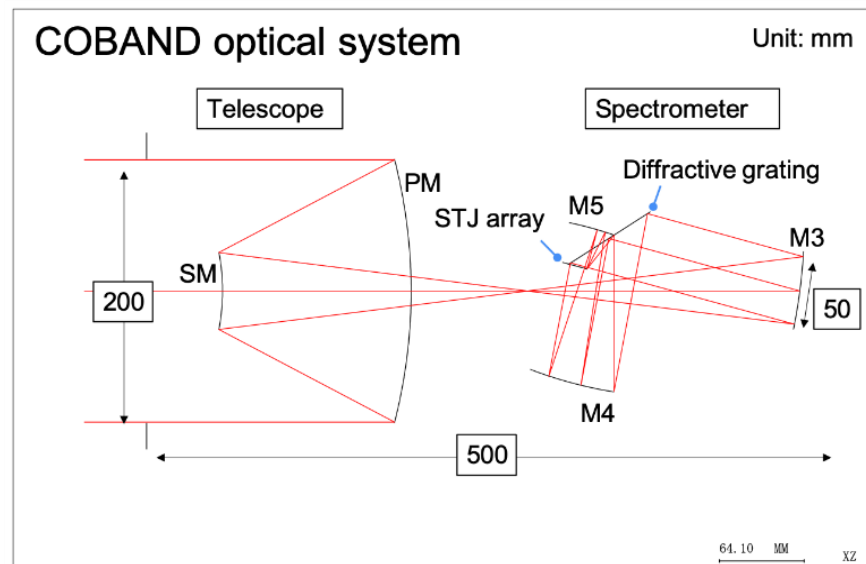 COBAND optical system
Unit: mm
Telescope
Spectrometer
Diffractive grating
PM
M5
STJ array
M3
SM
200
50
M4
500
64.10 MM
XZ